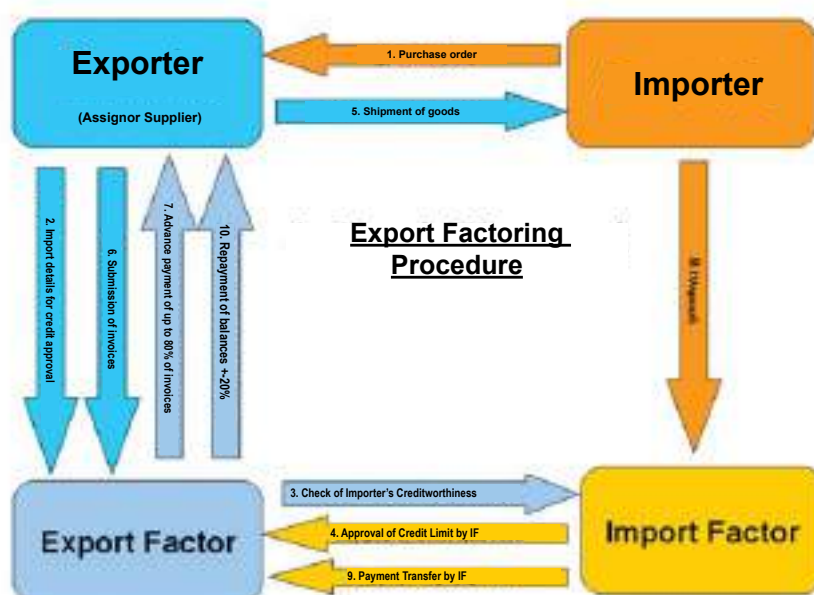 Exporter
(Assignor Supplier)
1. Purchase order
5. Shipment of goods
Importer
2. Import details for credit approval
6. Submission of invoices
7. Advance payment of up to 80% of invoices
10. Repayment of balances +-20%
Export Factoring
Procedure
3. Check of Importer's Creditworthiness
4. Approval of Credit Limit by IF
9. Payment Transfer by IF
Export Factor
Import Factor